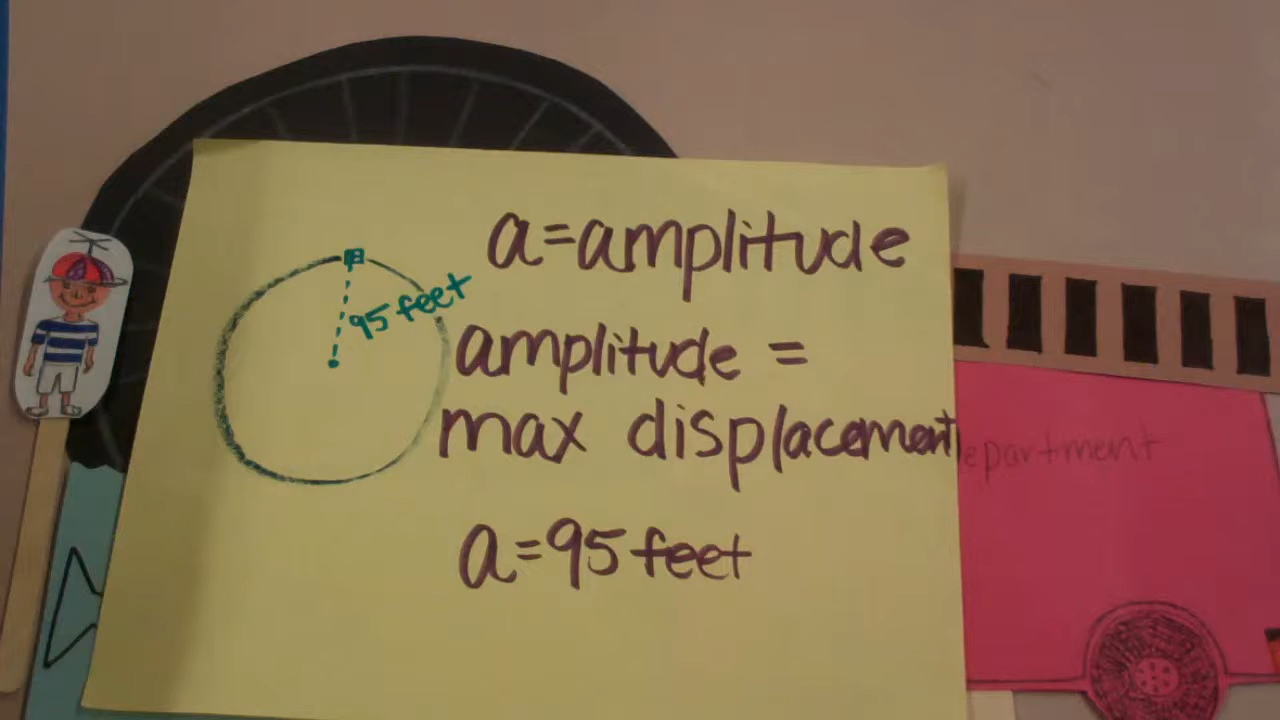 a=amplitude
95 feet
amplitude =
max displacement
epartment
a=95 feet